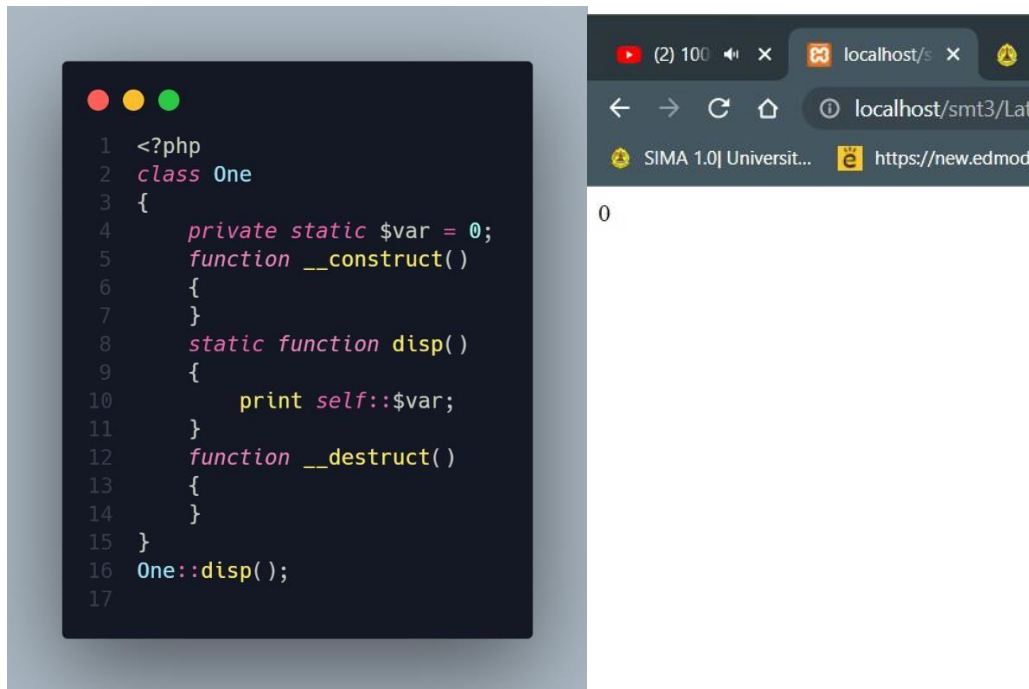 1 <?php
2 class One
3 {
4     private static $var = 0;
5     function __construct()
6     {
7     }
8     static function disp()
9     {
10         print self::$var;
11     }
12     function __destruct()
13     {
14     }
15 }
16 One::disp();
17
(2) 100
localhost/s
localhost/smt3/Lat
SIMA 1.0| Universit...
https://new.edmod
0